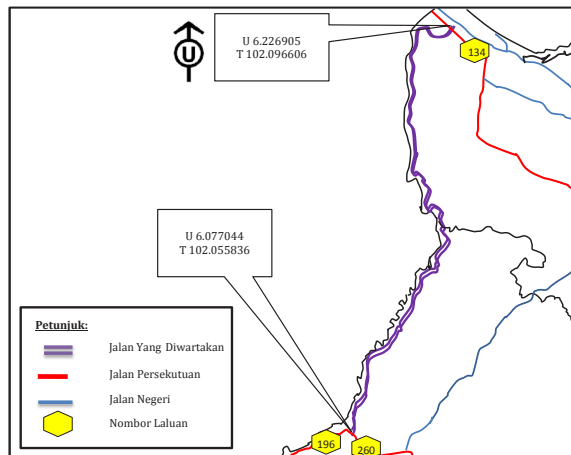 U 6.226905
T 102.096606
U
134
U 6.077044
T 102.055836
Petunjuk:
Jalan Yang Diwartakan
Jalan Persekutuan
Jalan Negeri
Nombor Laluan
196
260